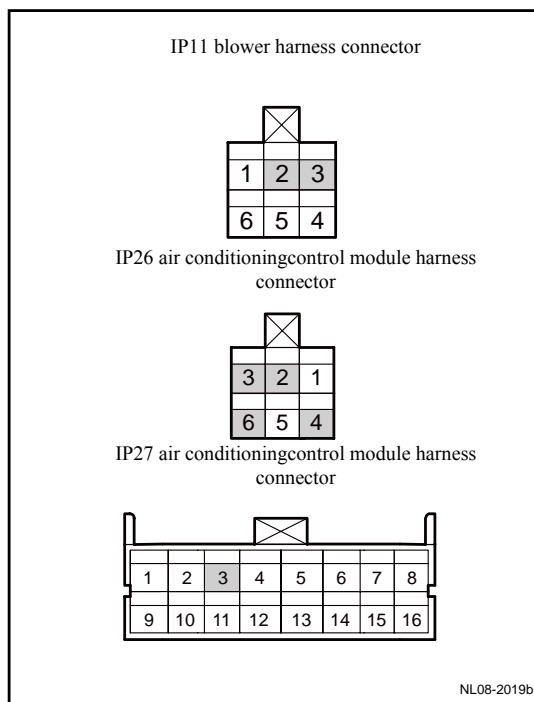 IP11 blower harness connector
1 2 3
6 5 4
IP26 air conditioningcontrol module harness
connector
3 2 1
6 5 4
IP27 air conditioningcontrol module harness
connector
1 2 3 4 5 6 7 8
9 10 11 12 13 14 15 16
NL08-2019b